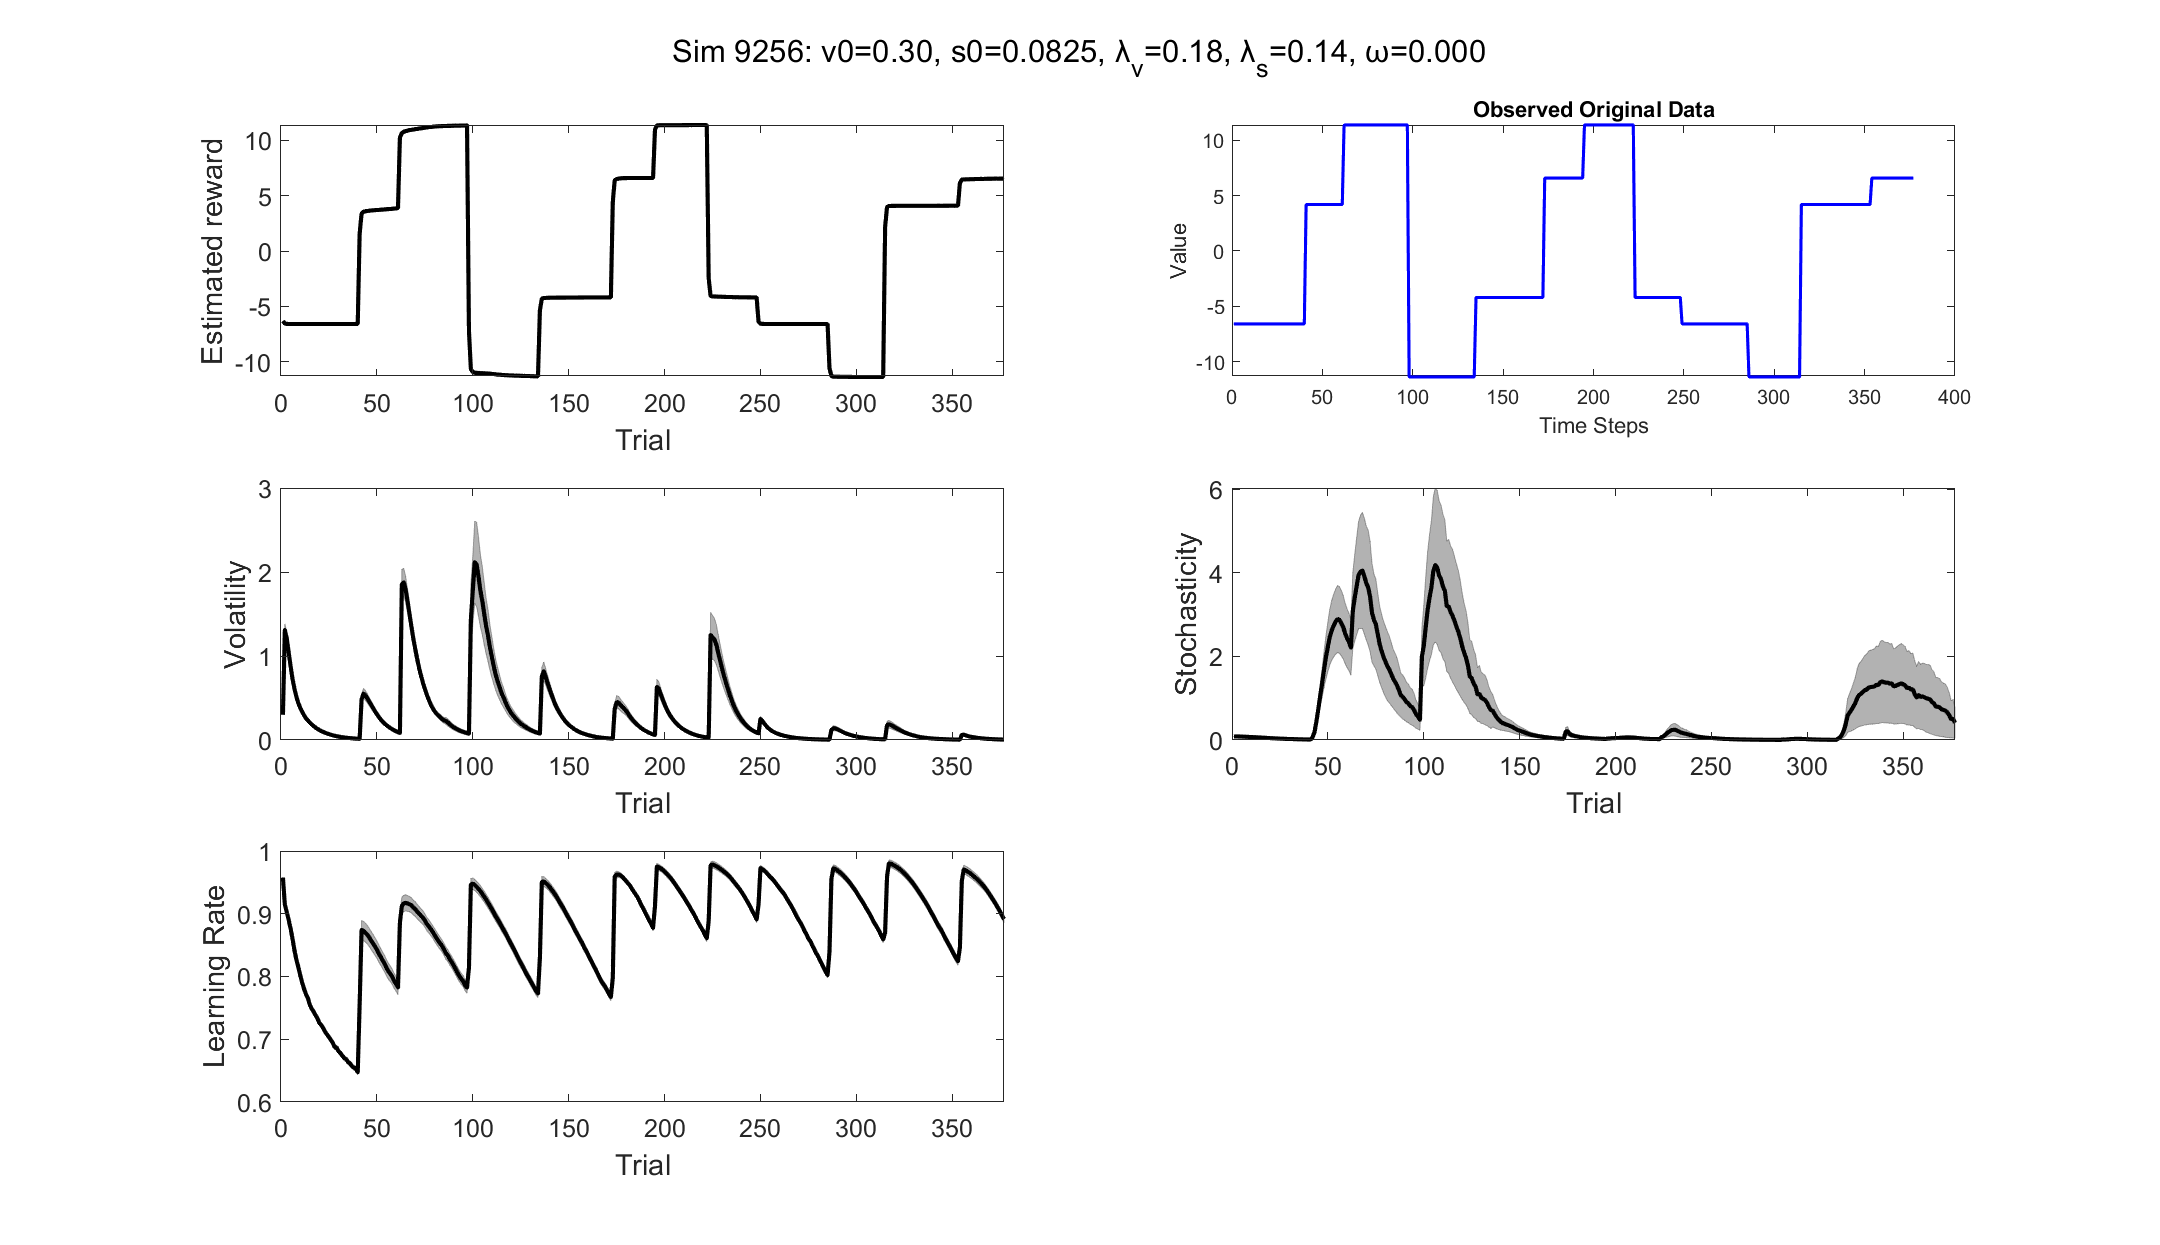 Sim 9256: v0=0.30, s0=0.0825, λ_v=0.18, λ_s=0.14, ω=0.000
Estimated reward
10
5
0
-5
-10
0 50 100 150 200 250 300 350
Trial
Observed Original Data
Value
10
5
0
-5
-10
0 50 100 150 200 250 300 350 400
Time Steps
Volatility
3
2
1
0
0 50 100 150 200 250 300 350
Trial
Stochasticity
6
4
2
0
0 50 100 150 200 250 300 350
Trial
Learning Rate
1
0.9
0.8
0.7
0.6
0 50 100 150 200 250 300 350
Trial